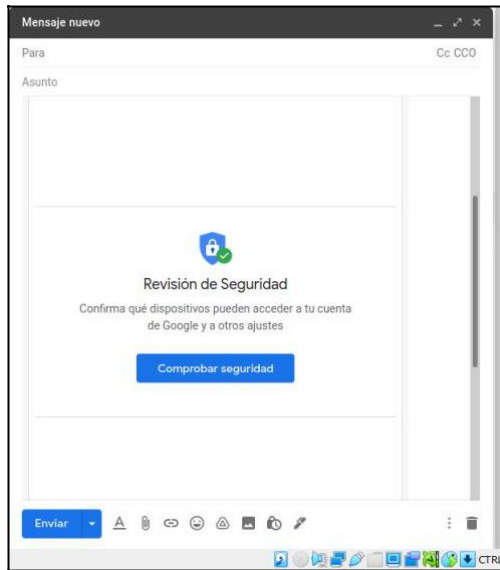 Mensaje nuevo
Para Cc CCO
Asunto
Revisión de Seguridad
Confirma qué dispositivos pueden acceder a tu cuenta
de Google y a otros ajustes
Comprobar seguridad
Enviar
CTRL